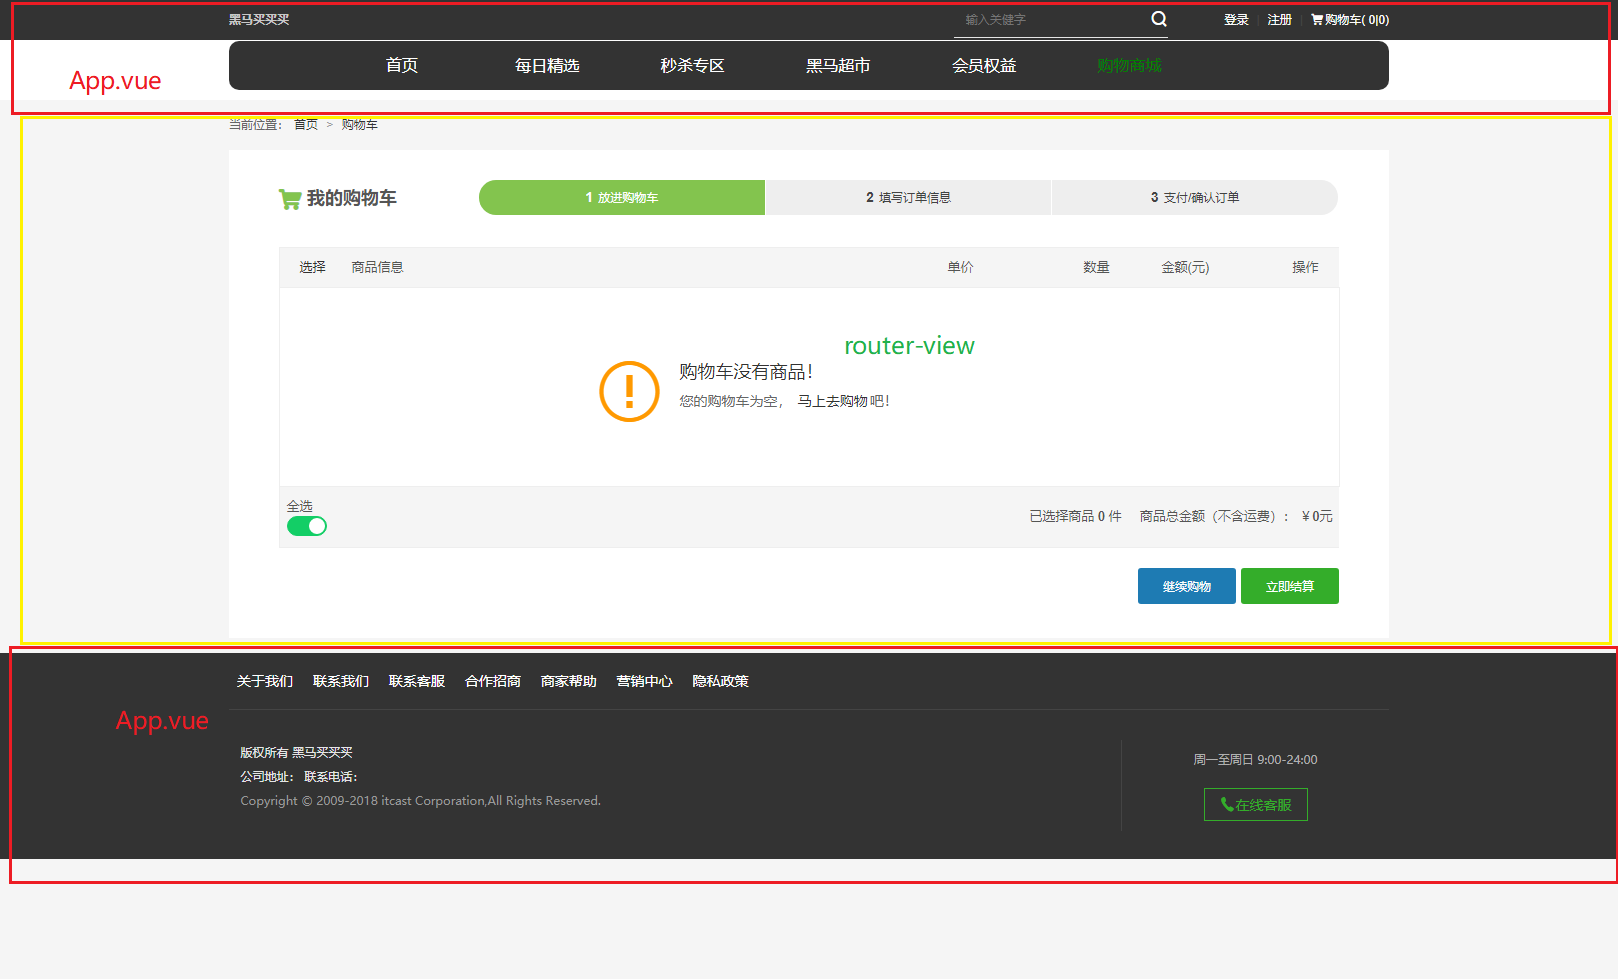 黑马买买买 输入关键字 登录 注册 购物车( 0|0)
首页 每日精选 秒杀专区 黑马超市 会员权益 购物商城
App.vue
当前位置： 首页 > 购物车
我的购物车 1 放进购物车 2 填写订单信息 3 支付/确认订单
选择 商品信息 单价 数量 金额(元) 操作
router-view
购物车没有商品！
您的购物车为空， 马上去购物吧！
全选
已选择商品 0 件 商品总金额（不含运费）： ￥0元
继续购物 立即结算
关于我们 联系我们 联系客服 合作招商 商家帮助 营销中心 隐私政策
App.vue
版权所有 黑马买买买
公司地址： 联系电话：
Copyright © 2009-2018 itcast Corporation,All Rights Reserved.
周一至周日 9:00-24:00
在线客服